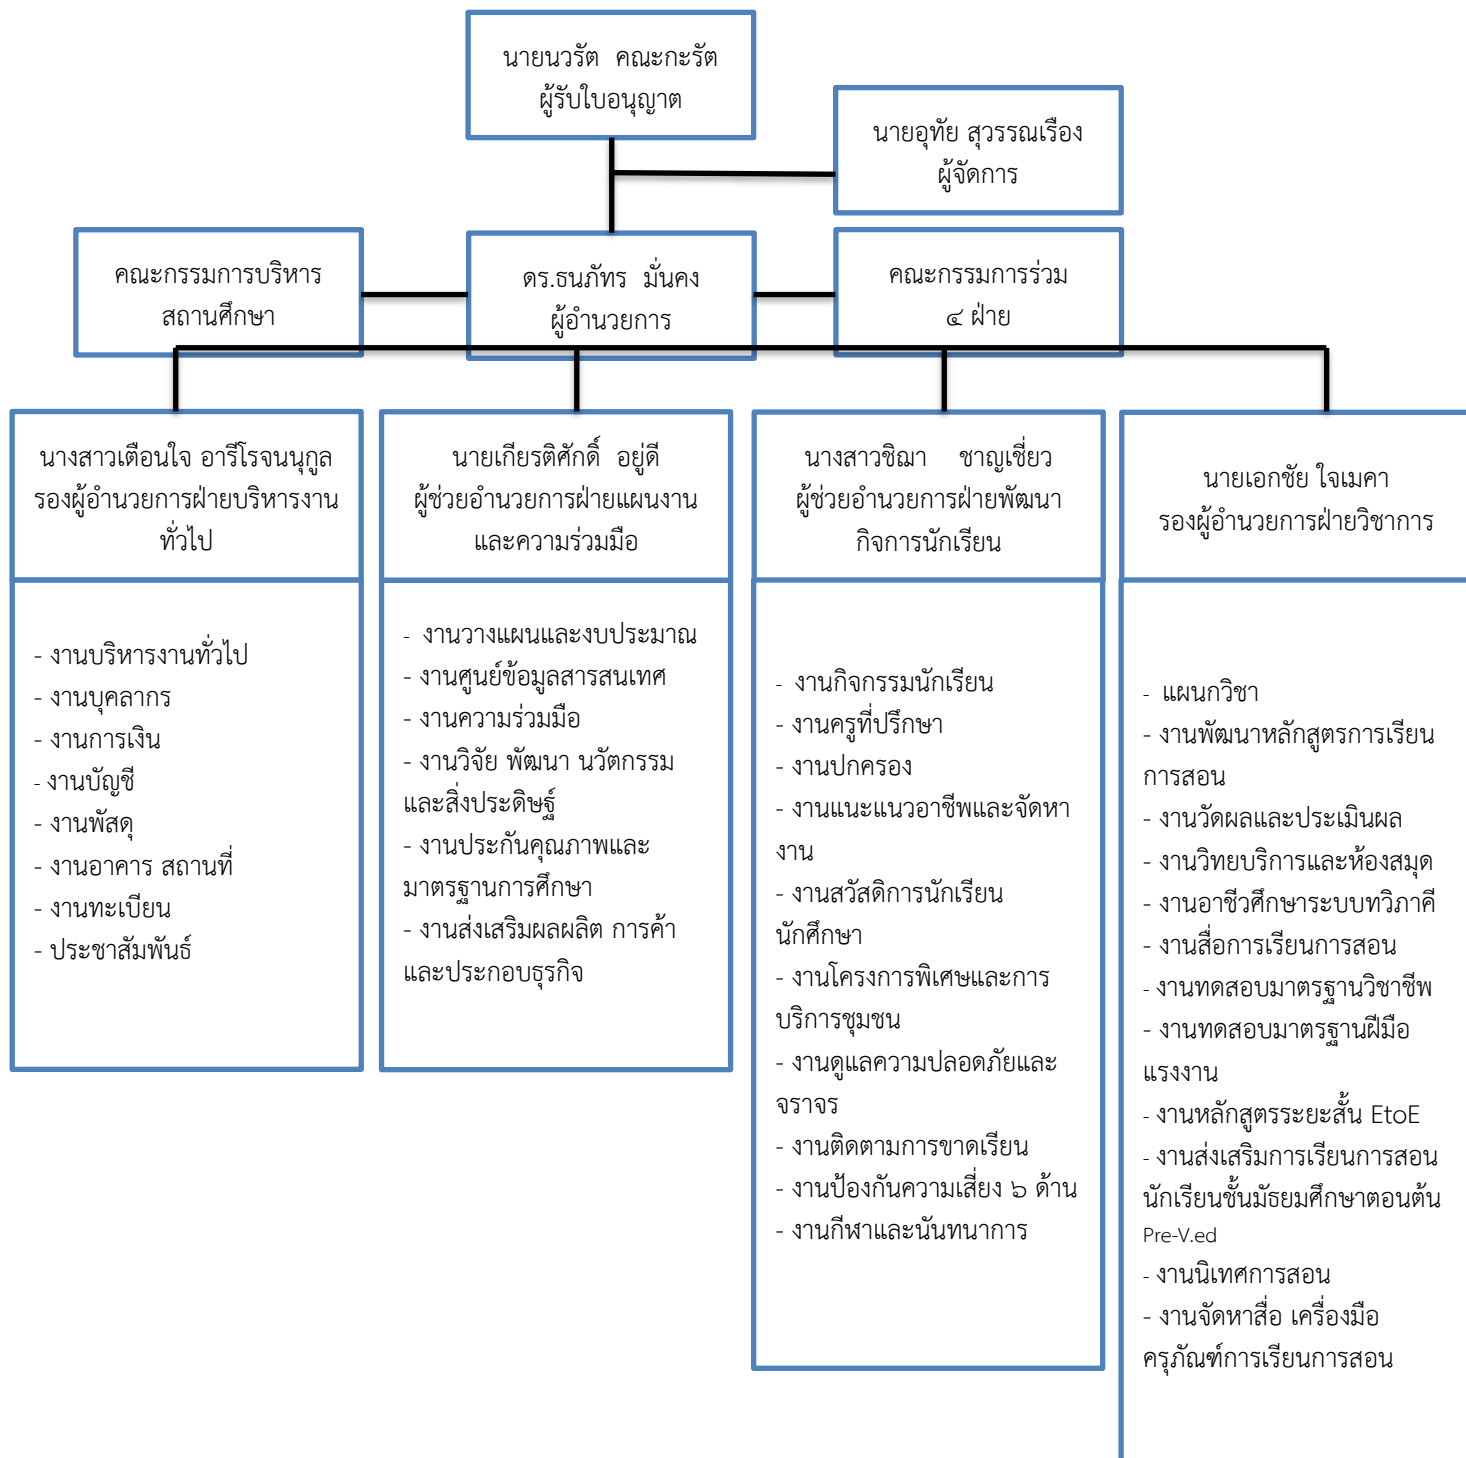 นายนวรัต  คณะกะรัต
ผู้รับใบอนุญาต
นายอุทัย สุวรรณเรือง
ผู้จัดการ
คณะกรรมการบริหาร
สถานศึกษา
ดร.ธนภัทร  มั่นคง
ผู้อำนวยการ
คณะกรรมการร่วม
๔ ฝ่าย
นางสาวเตือนใจ อารีโรจนนุกูล
รองผู้อำนวยการฝ่ายบริหารงาน
ทั่วไป
- งานบริหารงานทั่วไป
- งานบุคลากร
- งานการเงิน
- งานบัญชี
- งานพัสดุ
- งานอาคาร สถานที่
- งานทะเบียน
- ประชาสัมพันธ์
นายเกียรติศักดิ์  อยู่ดี
ผู้ช่วยอำนวยการฝ่ายแผนงาน
และความร่วมมือ
- งานวางแผนและงบประมาณ
- งานศูนย์ข้อมูลสารสนเทศ
- งานความร่วมมือ
- งานวิจัย พัฒนา นวัตกรรม
และสิ่งประดิษฐ์
- งานประกันคุณภาพและ
มาตรฐานการศึกษา
- งานส่งเสริมผลผลิต การค้า
และประกอบธุรกิจ
นางสาวชิฌา   ชาญเชี่ยว
ผู้ช่วยอำนวยการฝ่ายพัฒนา
กิจการนักเรียน
- งานกิจกรรมนักเรียน
- งานครูที่ปรึกษา
- งานปกครอง
- งานแนะแนวอาชีพและจัดหา
งาน
- งานสวัสดิการนักเรียน
นักศึกษา
- งานโครงการพิเศษและการ
บริการชุมชน
- งานดูแลความปลอดภัยและ
จราจร
- งานติดตามการขาดเรียน
- งานป้องกันความเสี่ยง ๖ ด้าน
- งานกีฬาและนันทนาการ
นายเอกชัย ใจเมคา
รองผู้อำนวยการฝ่ายวิชาการ
- แผนกวิชา
- งานพัฒนาหลักสูตรการเรียน
การสอน
- งานวัดผลและประเมินผล
- งานวิทยบริการและห้องสมุด
- งานอาชีวศึกษาระบบทวิภาคี
- งานสื่อการเรียนการสอน
- งานทดสอบมาตรฐานวิชาชีพ
- งานทดสอบมาตรฐานฝีมือ
แรงงาน
- งานหลักสูตรระยะสั้น EtoE
- งานส่งเสริมการเรียนการสอน
นักเรียนชั้นมัธยมศึกษาตอนต้น
Pre-V.ed
- งานนิเทศการสอน
- งานจัดหาสื่อ เครื่องมือ
ครุภัณฑ์การเรียนการสอน